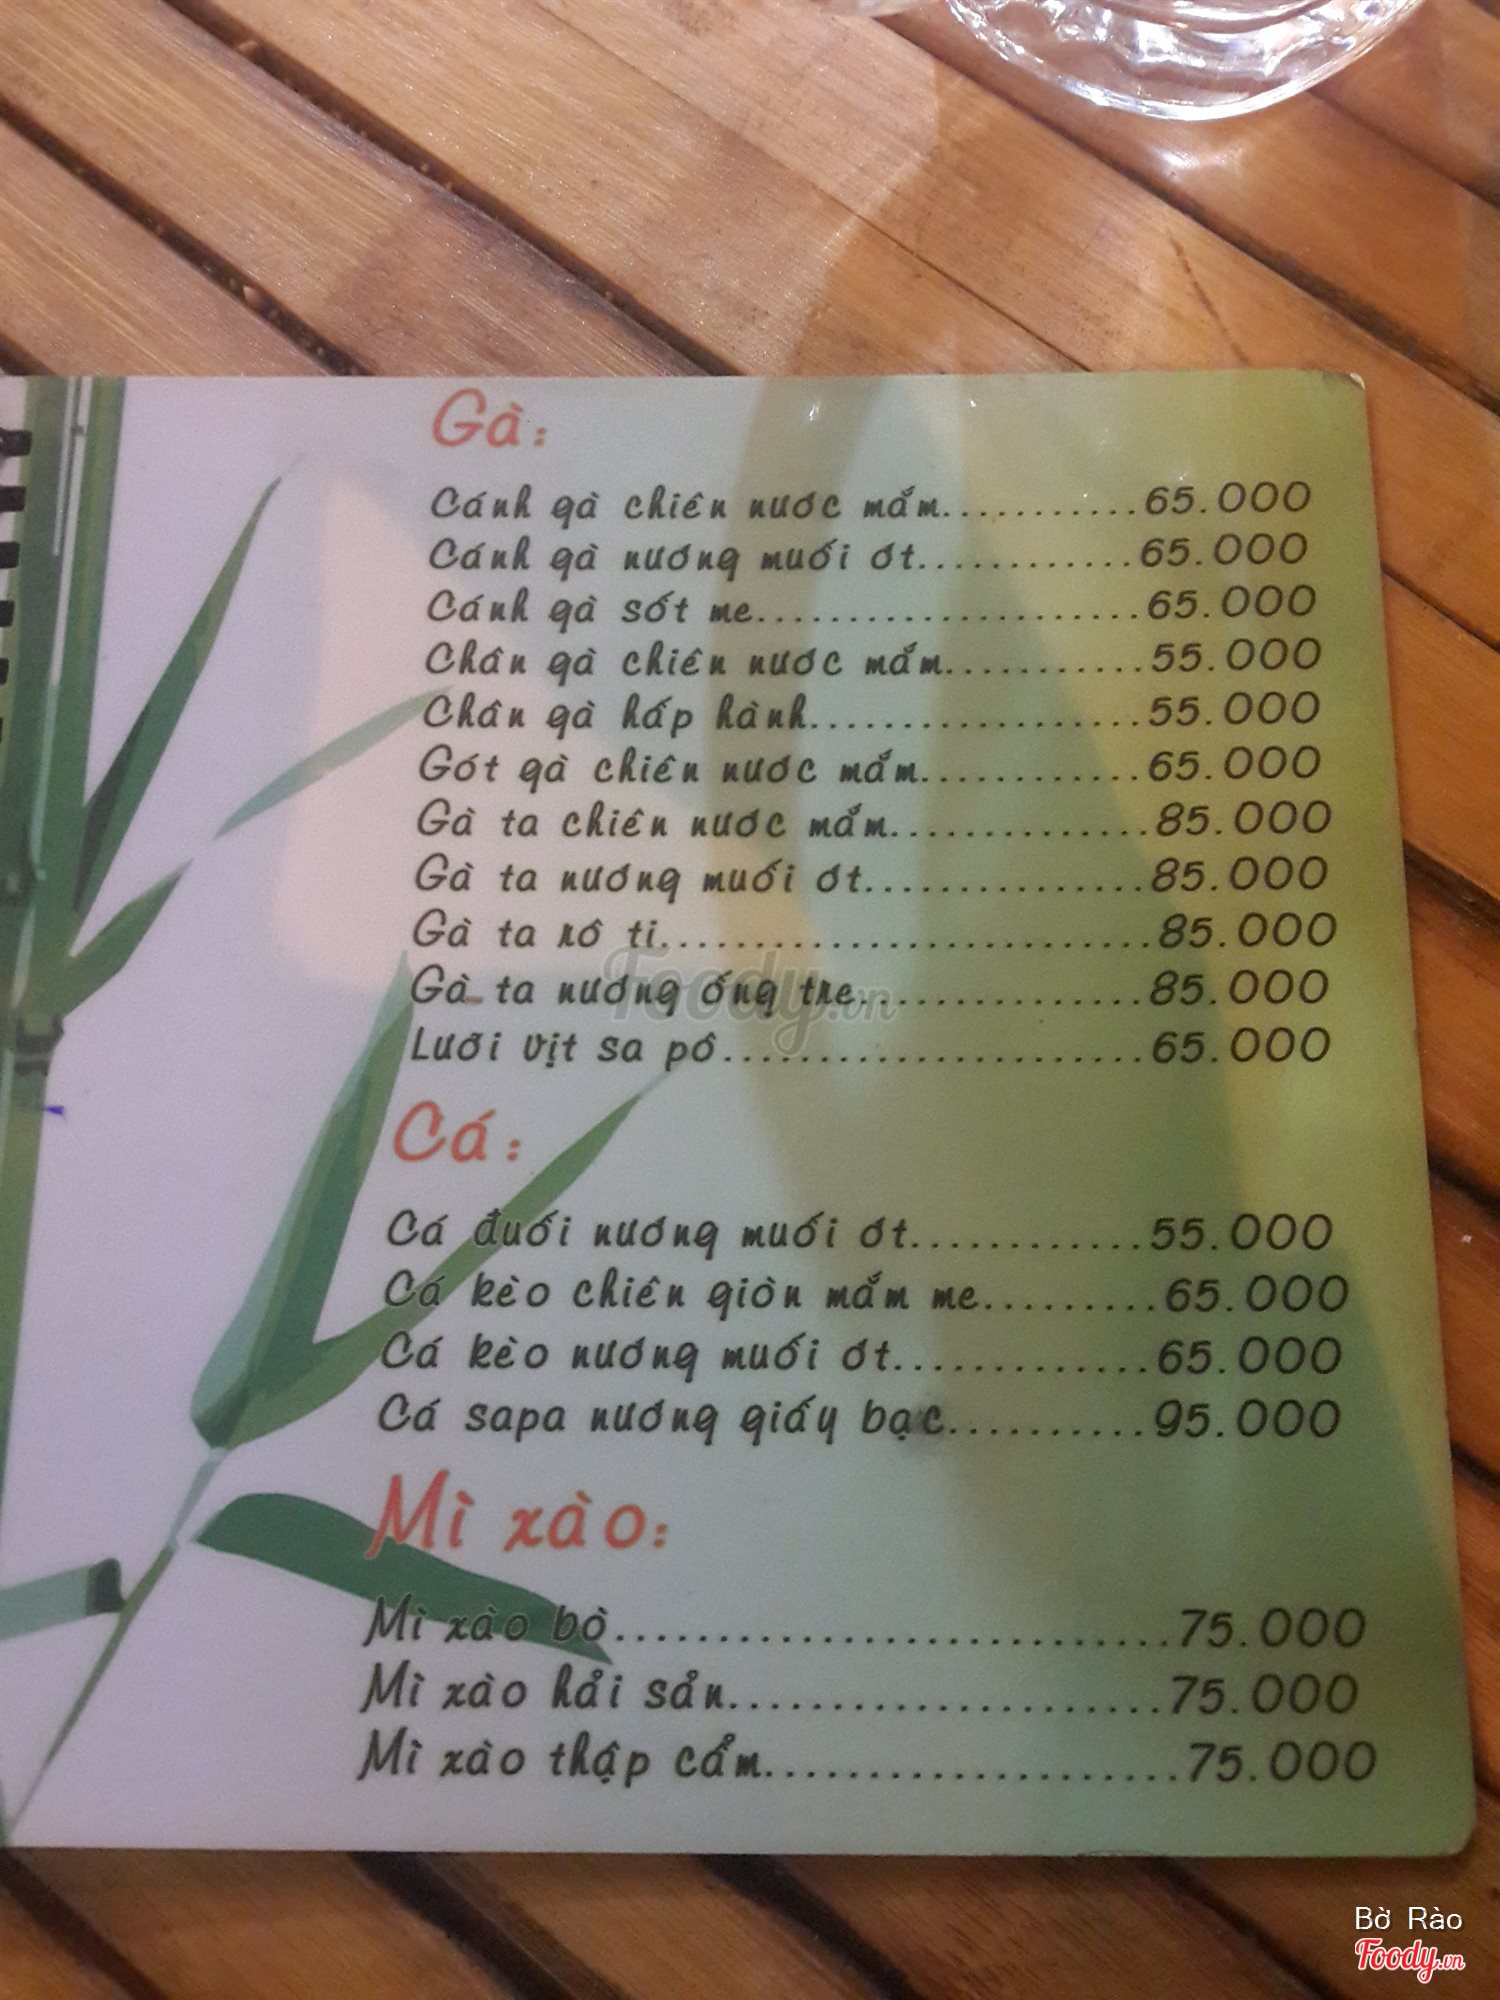 Gà:
Cánh gà chiên nước mắm...........65.000
Cánh gà nướng muối ớt.............65.000
Cánh gà sốt me......................65.000
Chân gà chiên nước mắm............55.000
Chân gà hấp hành...................55.000
Gót gà chiên nước mắm.............65.000
Gà ta chiên nước mắm...............85.000
Gà ta nướng muối ớt................85.000
Gà ta rô ti.............................85.000
Gà ta nướng ống tre................85.000
Lưỡi vịt sa pô........................65.000
Foody.vn
Cá:
Cá đuối nướng muối ớt.............55.000
Cá kèo chiên giòn mắm me..........65.000
Cá kèo nướng muối ớt.............65.000
Cá sapa nướng giấy bạc...........95.000
Mì xào:
Mì xào bò.............................75.000
Mì xào hải sản.......................75.000
Mì xào thập cẩm.....................75.000
Bờ Rào
Foody.vn